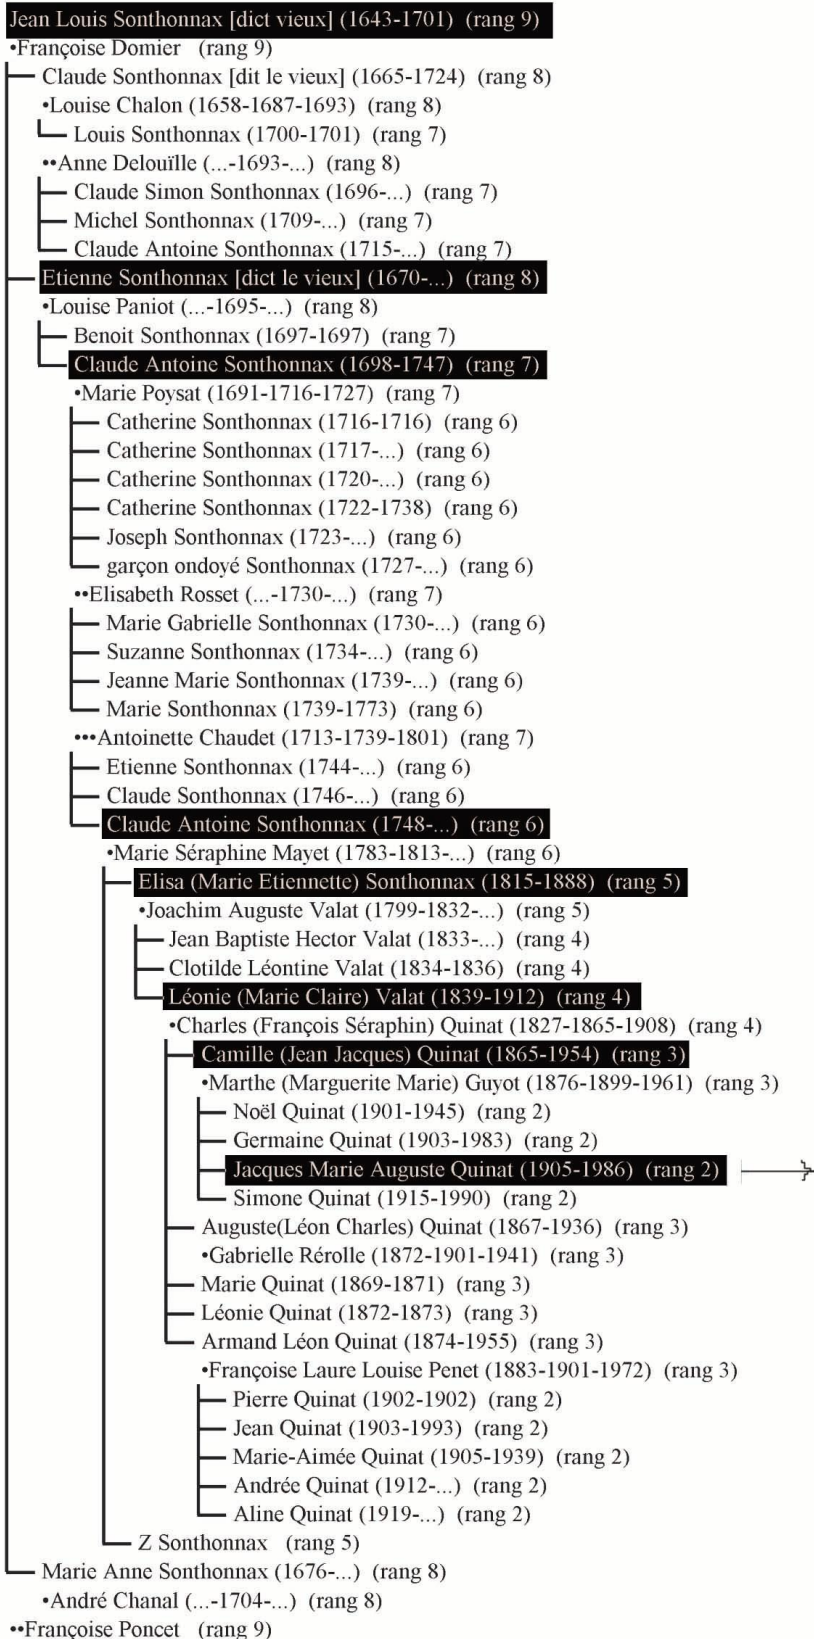 Jean Louis Sonthonnax [dict vieux] (1643-1701) (rang 9)
•Françoise Domier (rang 9)
Claude Sonthonnax [dit le vieux] (1665-1724) (rang 8)
•Louise Chalon (1658-1687-1693) (rang 8)
Louis Sonthonnax (1700-1701) (rang 7)
••Anne Delouïlle (...-1693-...) (rang 8)
Claude Simon Sonthonnax (1696-...) (rang 7)
Michel Sonthonnax (1709-...) (rang 7)
Claude Antoine Sonthonnax (1715-...) (rang 7)
Etienne Sonthonnax [dict le vieux] (1670-...) (rang 8)
•Louise Paniot (...-1695-...) (rang 8)
Benoit Sonthonnax (1697-1697) (rang 7)
Claude Antoine Sonthonnax (1698-1747) (rang 7)
•Marie Poysat (1691-1716-1727) (rang 7)
Catherine Sonthonnax (1716-1716) (rang 6)
Catherine Sonthonnax (1717-...) (rang 6)
Catherine Sonthonnax (1720-...) (rang 6)
Catherine Sonthonnax (1722-1738) (rang 6)
Joseph Sonthonnax (1723-...) (rang 6)
garçon ondoyé Sonthonnax (1727-...) (rang 6)
••Elisabeth Rosset (...-1730-...) (rang 7)
Marie Gabrielle Sonthonnax (1730-...) (rang 6)
Suzanne Sonthonnax (1734-...) (rang 6)
Jeanne Marie Sonthonnax (1739-...) (rang 6)
Marie Sonthonnax (1739-1773) (rang 6)
•••Antoinette Chaudet (1713-1739-1801) (rang 7)
Etienne Sonthonnax (1744-...) (rang 6)
Claude Sonthonnax (1746-...) (rang 6)
Claude Antoine Sonthonnax (1748-...) (rang 6)
•Marie Séraphine Mayet (1783-1813-...) (rang 6)
Elisa (Marie Etiennette) Sonthonnax (1815-1888) (rang 5)
•Joachim Auguste Valat (1799-1832-...) (rang 5)
Jean Baptiste Hector Valat (1833-...) (rang 4)
Clotilde Léontine Valat (1834-1836) (rang 4)
Léonie (Marie Claire) Valat (1839-1912) (rang 4)
•Charles (François Séraphin) Quinat (1827-1865-1908) (rang 4)
Camille (Jean Jacques) Quinat (1865-1954) (rang 3)
•Marthe (Marguerite Marie) Guyot (1876-1899-1961) (rang 3)
Noël Quinat (1901-1945) (rang 2)
Germaine Quinat (1903-1983) (rang 2)
Jacques Marie Auguste Quinat (1905-1986) (rang 2)
Simone Quinat (1915-1990) (rang 2)
Auguste(Léon Charles) Quinat (1867-1936) (rang 3)
•Gabrielle Rérolle (1872-1901-1941) (rang 3)
Marie Quinat (1869-1871) (rang 3)
Léonie Quinat (1872-1873) (rang 3)
Armand Léon Quinat (1874-1955) (rang 3)
•Françoise Laure Louise Penet (1883-1901-1972) (rang 3)
Pierre Quinat (1902-1902) (rang 2)
Jean Quinat (1903-1993) (rang 2)
Marie-Aimée Quinat (1905-1939) (rang 2)
Andrée Quinat (1912-...) (rang 2)
Aline Quinat (1919-...) (rang 2)
Z Sonthonnax (rang 5)
Marie Anne Sonthonnax (1676-...) (rang 8)
•André Chanal (...-1704-...) (rang 8)
••Françoise Poncet (rang 9)